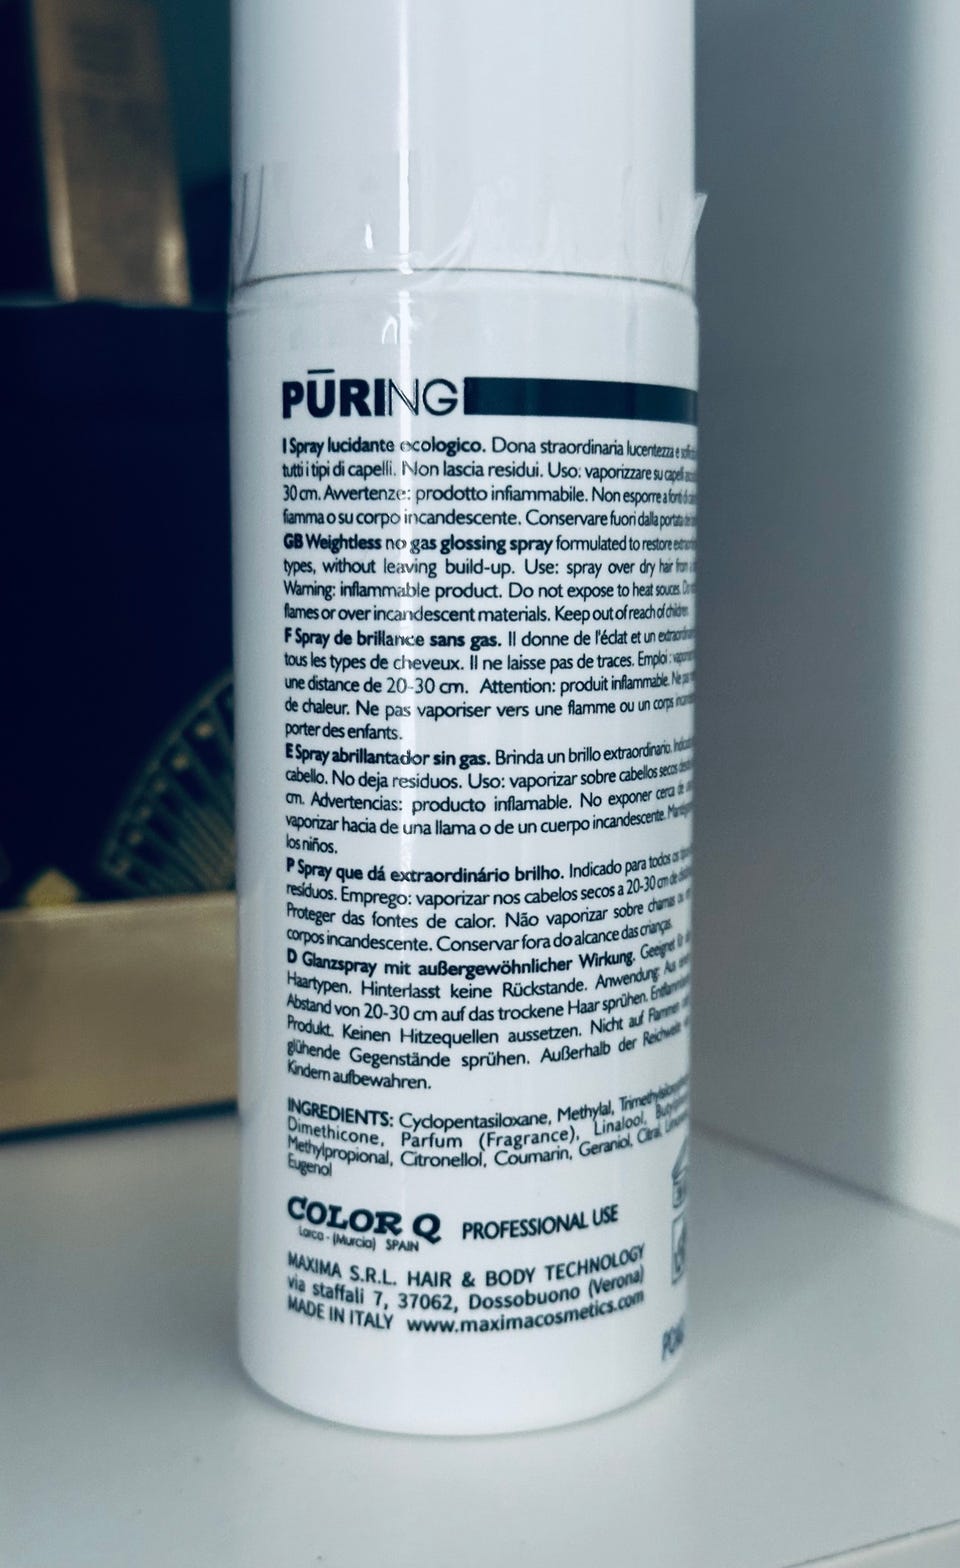 PŪRING
I Spray lucidante ecologico. Dona straordinaria lucentezza e
tutti i tipi di capelli. Non lascia residui. Uso: vaporizzare su capelli
30 cm. Avvertenze: prodotto infiammabile. Non esporre a fonti di
fiamma o su corpo incandescente. Conservare fuori dalla portata
GB Weightless no gas glossing spray formulated to restore
types, without leaving build-up. Use: spray over dry hair from
Warning: inflammable product. Do not expose to heat souces. Do
flames or over incandescent materials. Keep out of reach of children
F Spray de brillance sans gas. Il donne de l'éclat et un
tous les types de cheveux. Il ne laisse pas de traces. Emploi :
une distance de 20-30 cm. Attention: produit inflammable. Ne pas
de chaleur. Ne pas vaporiser vers une flamme ou un corps
porter des enfants.
E Spray abrillantador sin gas. Brinda un brillo extraordinario.
cabello. No deja residuos. Uso: vaporizar sobre cabellos secos
cm. Advertencias: producto inflamable. No exponer cerca de
vaporizar hacia de una llama o de un cuerpo incandescente.
los niños.
P Spray que dá extraordinário brilho. Indicado para todos os
resíduos. Emprego: vaporizar nos cabelos secos a 20-30 cm de
Proteger das fontes de calor. Não vaporizar sobre chamas
corpos incandescente. Conservar fora do alcance das crianças.
D Glanzspray mit außergewöhnlicher Wirkung. Geeignet
Haartypen. Hinterlasst keine Rückstande. Anwendung: Aus
Abstand von 20-30 cm auf das trockene Haar sprühen.
Produkt. Keinen Hitzequellen aussetzen. Nicht auf Flammen
glühende Gegenstände sprühen. Außerhalb der Reichweite
Kindern aufbewahren.
INGREDIENTS: Cyclopentasiloxane, Methylal,
Dimethicone, Parfum (Fragrance), Linalool,
Methylpropional, Citronellol, Coumarin, Geraniol, Citral,
Eugenol
COLOR Q PROFESSIONAL USE
Lorca - (Murcia) SPAIN
MAXIMA S.R.L. HAIR & BODY TECHNOLOGY
via staffali 7, 37062, Dossobuono (Verona)
MADE IN ITALY www.maximacosmetics.com